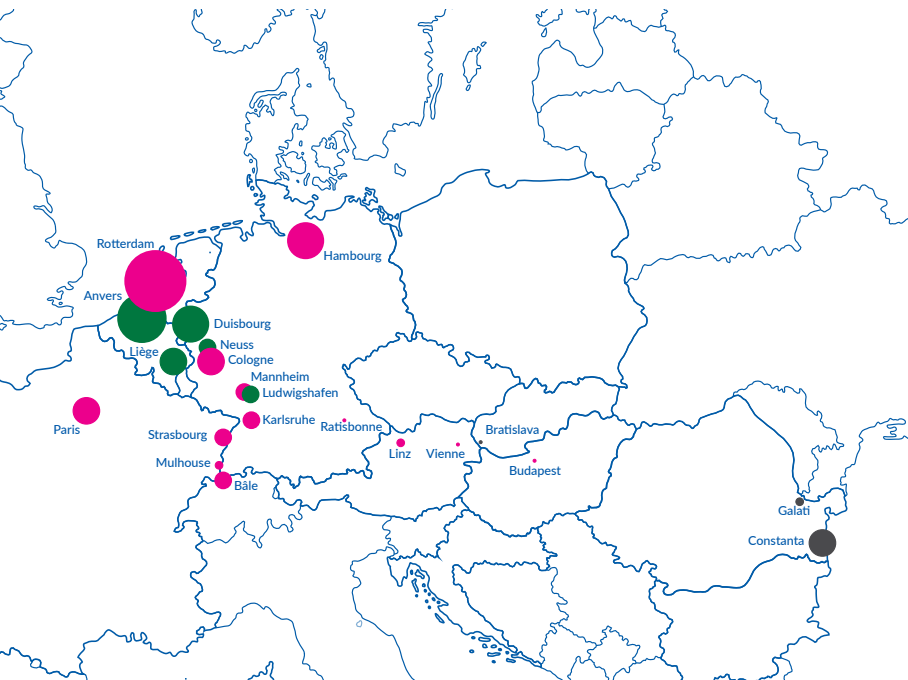 Rotterdam
Hambourg
Anvers
Duisbourg
Neuss
Liège
Cologne
Mannheim
Ludwigshafen
Paris
Karlsruhe
Ratisbonne
Strasbourg
Bratislava
Linz
Vienne
Mulhouse
Budapest
Bâle
Galati
Constanta